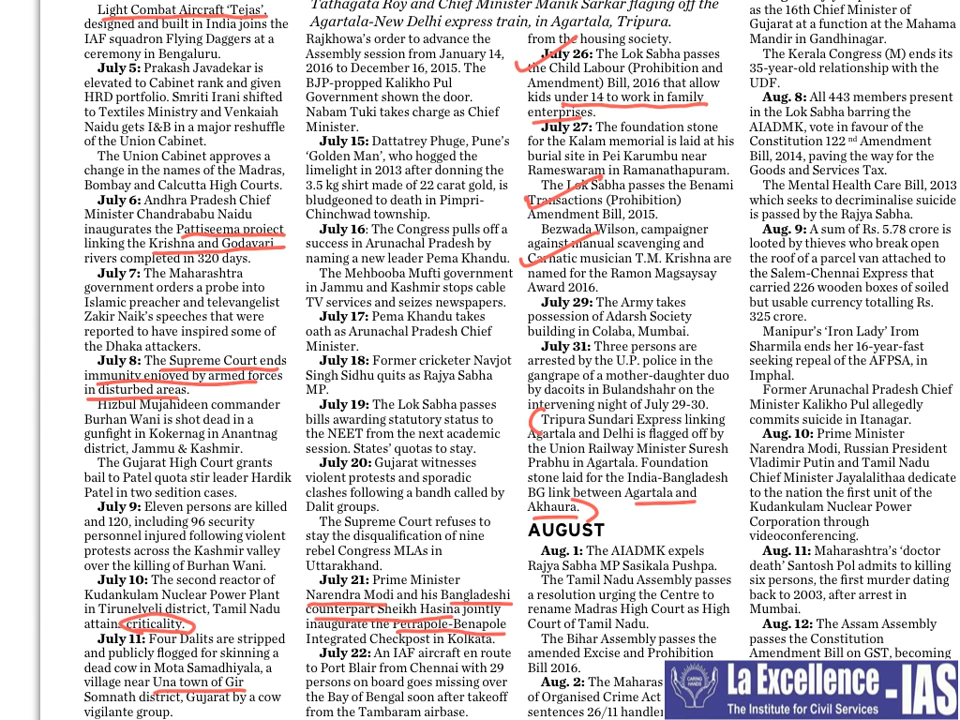 Tathagata Roy and Chief Minister Manik Sarkar flaging off the
Agartala-New Delhi express train, in Agartala, Tripura.
Light Combat Aircraft 'Tejas',
designed and built in India joins the
IAF squadron Flying Daggers at a
ceremony in Bengaluru.
July 5: Prakash Javadekar is
elevated to Cabinet rank and given
HRD portfolio. Smriti Irani shifted
to Textiles Ministry and Venkaiah
Naidu gets I&B in a major reshuffle
of the Union Cabinet.
The Union Cabinet approves a
change in the names of the Madras,
Bombay and Calcutta High Courts.
July 6: Andhra Pradesh Chief
Minister Chandrababu Naidu
inaugurates the Pattiseema project
linking the Krishna and Godavari
rivers completed in 320 days.
July 7: The Maharashtra
government orders a probe into
Islamic preacher and televangelist
Zakir Naik's speeches that were
reported to have inspired some of
the Dhaka attackers.
July 8: The Supreme Court ends
immunity enjoyed by armed forces
in disturbed areas.
Hizbul Mujahideen commander
Burhan Wani is shot dead in a
gunfight in Kokernag in Anantnag
district, Jammu & Kashmir.
The Gujarat High Court grants
bail to Patel quota stir leader Hardik
Patel in two sedition cases.
July 9: Eleven persons are killed
and 120, including 96 security
personnel injured following violent
protests across the Kashmir valley
over the killing of Burhan Wani.
July 10: The second reactor of
Kudankulam Nuclear Power Plant
in Tirunelveli district, Tamil Nadu
attains criticality.
July 11: Four Dalits are stripped
and publicly flogged for skinning a
dead cow in Mota Samadhiyala, a
village near Una town of Gir
Somnath district, Gujarat by a cow
vigilante group.
Rajkhowa's order to advance the
Assembly session from January 14,
2016 to December 16, 2015. The
BJP-propped Kalikho Pul
Government shown the door.
Nabam Tuki takes charge as Chief
Minister.
July 15: Dattatrey Phuge, Pune's
'Golden Man', who hogged the
limelight in 2013 after donning the
3.5 kg shirt made of 22 carat gold, is
bludgeoned to death in Pimpri-
Chinchwad township.
July 16: The Congress pulls off a
success in Arunachal Pradesh by
naming a new leader Pema Khandu.
The Mehbooba Mufti government
in Jammu and Kashmir stops cable
TV services and seizes newspapers.
July 17: Pema Khandu takes
oath as Arunachal Pradesh Chief
Minister.
July 18: Former cricketer Navjot
Singh Sidhu quits as Rajya Sabha
MP.
July 19: The Lok Sabha passes
bills awarding statutory status to
the NEET from the next academic
session. States' quotas to stay.
July 20: Gujarat witnesses
violent protests and sporadic
clashes following a bandh called by
Dalit groups.
The Supreme Court refuses to
stay the disqualification of nine
rebel Congress MLAs in
Uttarakhand.
July 21: Prime Minister
Narendra Modi and his Bangladeshi
counterpart Sheikh Hasina jointly
inaugurate the Petrapole-Benapole
Integrated Checkpost in Kolkata.
July 22: An IAF aircraft en route
to Port Blair from Chennai with 29
persons on board goes missing over
the Bay of Bengal soon after takeoff
from the Tambaram airbase.
from the housing society.
July 26: The Lok Sabha passes
the Child Labour (Prohibition and
Amendment) Bill, 2016 that allow
kids under 14 to work in family
enterprises.
July 27: The foundation stone
for the Kalam memorial is laid at his
burial site in Pei Karumbu near
Rameswaram in Ramanathapuram.
The Lok Sabha passes the Benami
Transactions (Prohibition)
Amendment Bill, 2015.
Bezwada Wilson, campaigner
against manual scavenging and
Carnatic musician T.M. Krishna are
named for the Ramon Magsaysay
Award 2016.
July 29: The Army takes
possession of Adarsh Society
building in Colaba, Mumbai.
July 31: Three persons are
arrested by the U.P. police in the
gangrape of a mother-daughter duo
by dacoits in Bulandshahr on the
intervening night of July 29-30.
Tripura Sundari Express linking
Agartala and Delhi is flagged off by
the Union Railway Minister Suresh
Prabhu in Agartala. Foundation
stone laid for the India-Bangladesh
BG link between Agartala and
Akhaura.
AUGUST
Aug. 1: The AIADMK expels
Rajya Sabha MP Sasikala Pushpa.
The Tamil Nadu Assembly passes
a resolution urging the Centre to
rename Madras High Court as High
Court of Tamil Nadu.
The Bihar Assembly passes the
amended Excise and Prohibition
Bill 2016.
Aug. 2: The Mahar
of Organised Crime Act
sentences 26/11 handler
as the 16th Chief Minister of
Gujarat at a function at the Mahama
Mandir in Gandhinagar.
The Kerala Congress (M) ends its
35-year-old relationship with the
UDF.
Aug. 8: All 443 members present
in the Lok Sabha barring the
AIADMK, vote in favour of the
Constitution 122 nd Amendment
Bill, 2014, paving the way for the
Goods and Services Tax.
The Mental Health Care Bill, 2013
which seeks to decriminalise suicide
is passed by the Rajya Sabha.
Aug. 9: A sum of Rs. 5.78 crore is
looted by thieves who break open
the roof of a parcel van attached to
the Salem-Chennai Express that
carried 226 wooden boxes of soiled
but usable currency totalling Rs.
325 crore.
Manipur's 'Iron Lady' Irom
Sharmila ends her 16-year-fast
seeking repeal of the AFPSA, in
Imphal.
Former Arunachal Pradesh Chief
Minister Kalikho Pul allegedly
commits suicide in Itanagar.
Aug. 10: Prime Minister
Narendra Modi, Russian President
Vladimir Putin and Tamil Nadu
Chief Minister Jayalalithaa dedicate
to the nation the first unit of the
Kudankulam Nuclear Power
Corporation through
videoconferencing.
Aug. 11: Maharashtra's 'doctor
death' Santosh Pol admits to killing
six persons, the first murder dating
back to 2003, after arrest in
Mumbai.
Aug. 12: The Assam Assembly
passes the Constitution
Amendment Bill on GST, becoming
La Excellence - IAS
The Institute for Civil Services